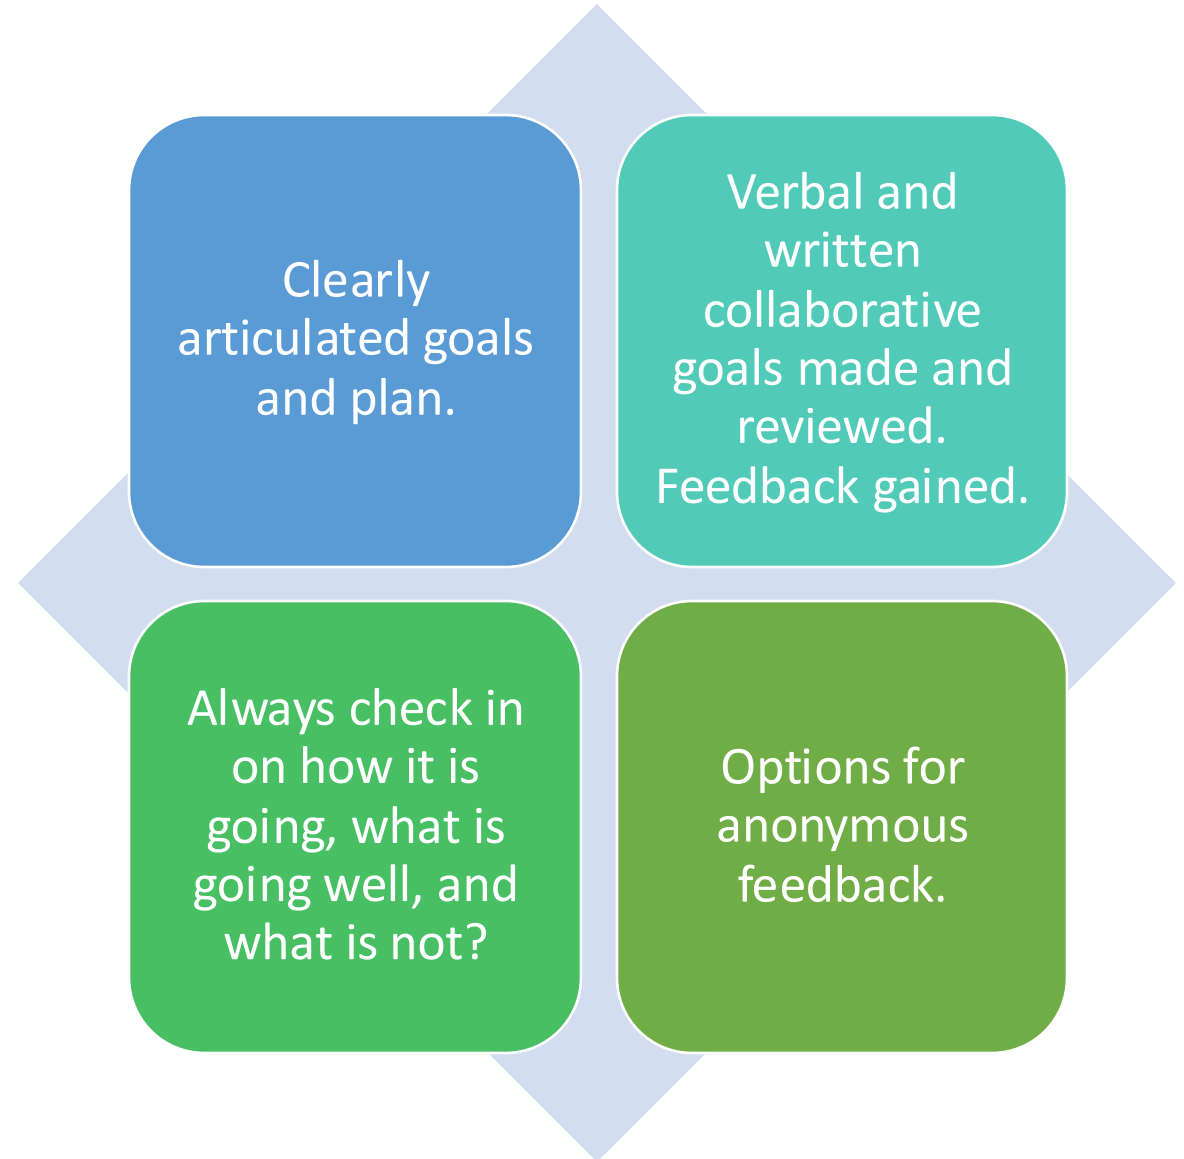 Clearly
articulated goals
and plan.
Verbal and
written
collaborative
goals made and
reviewed.
Feedback gained.
Always check in
on how it is
going, what is
going well, and
what is not?
Options for
anonymous
feedback.